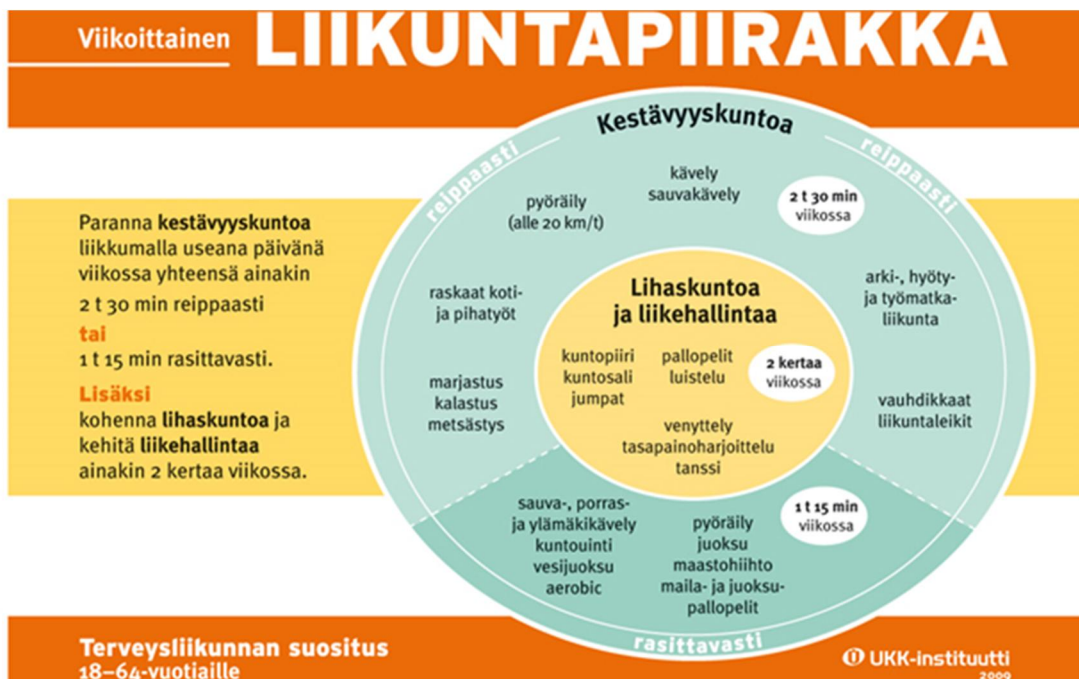 Viikoittainen LIIKUNTAPIIRAKKA
Paranna kestävyyskuntoa
liikkumalla useana päivänä
viikossa yhteensä ainakin
2 t 30 min reippaasti
tai
1 t 15 min rasittavasti.
Lisäksi
kohenna lihaskuntoa ja
kehitä liikehallintaa
ainakin 2 kertaa viikossa.
Kestävyyskuntoa
reippaasti
reippaasti
kävely
sauvakävely
2 t 30 min
viikossa
pyöräily
(alle 20 km/t)
raskaat koti-
ja pihatyöt
marjastus
kalastus
metsästys
arki-, hyöty-
ja työmatka-
liikunta
vauhdikkaat
liikuntaleikit
Lihaskuntoa
ja liikehallintaa
kuntopiiri
kuntosali
jumpat
pallopelit
luistelu
2 kertaa
viikossa
venyttely
tasapainoharjoittelu
tanssi
sauva-, porras-
ja ylämäkikävely
kuntouinti
vesijuoksu
aerobic
pyöräily
juoksu
maastohiihto
maila- ja juoksu-
pallopelit
1 t 15 min
viikossa
rasittavasti
Terveysliikunnan suositus
18–64-vuotiaille
UKK-instituutti
2009